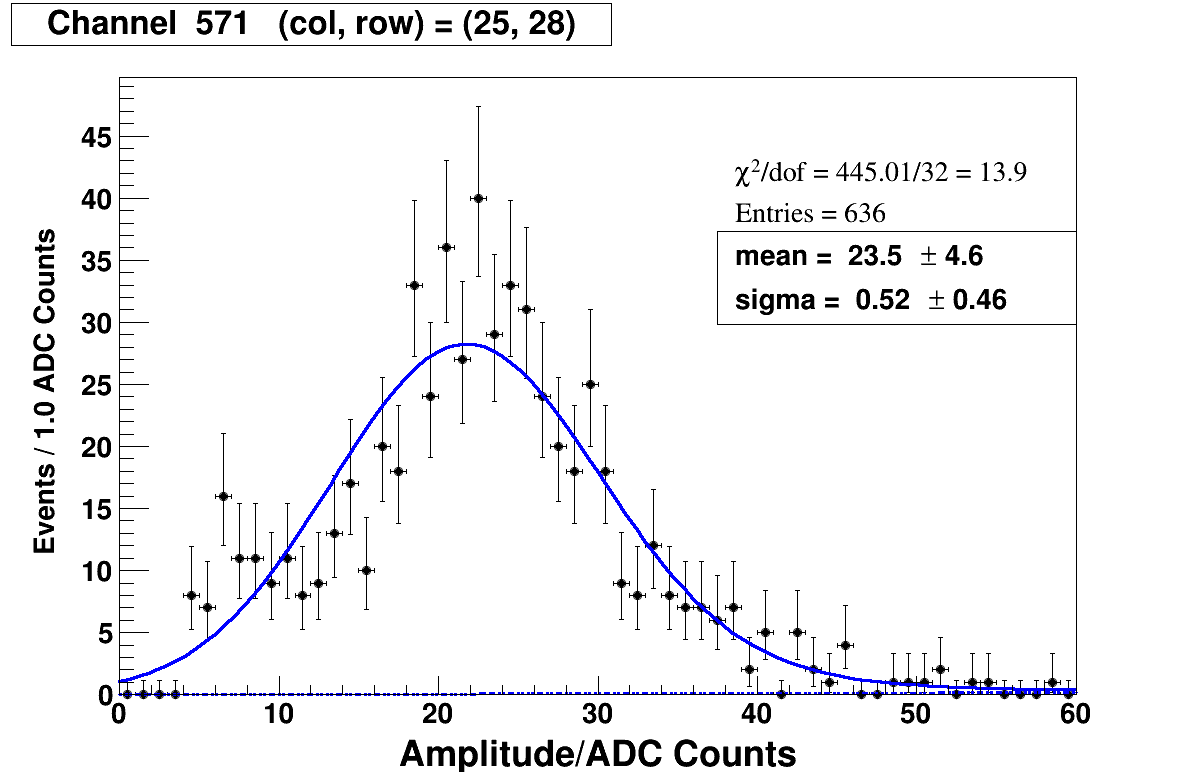 Channel 571 (col, row) = (25, 28)
χ²/dof = 445.01/32 = 13.9
Entries = 636
mean = 23.5 ± 4.6
sigma = 0.52 ± 0.46
Events / 1.0 ADC Counts
45
40
35
30
25
20
15
10
5
0
0 10 20 30 40 50 60
Amplitude/ADC Counts